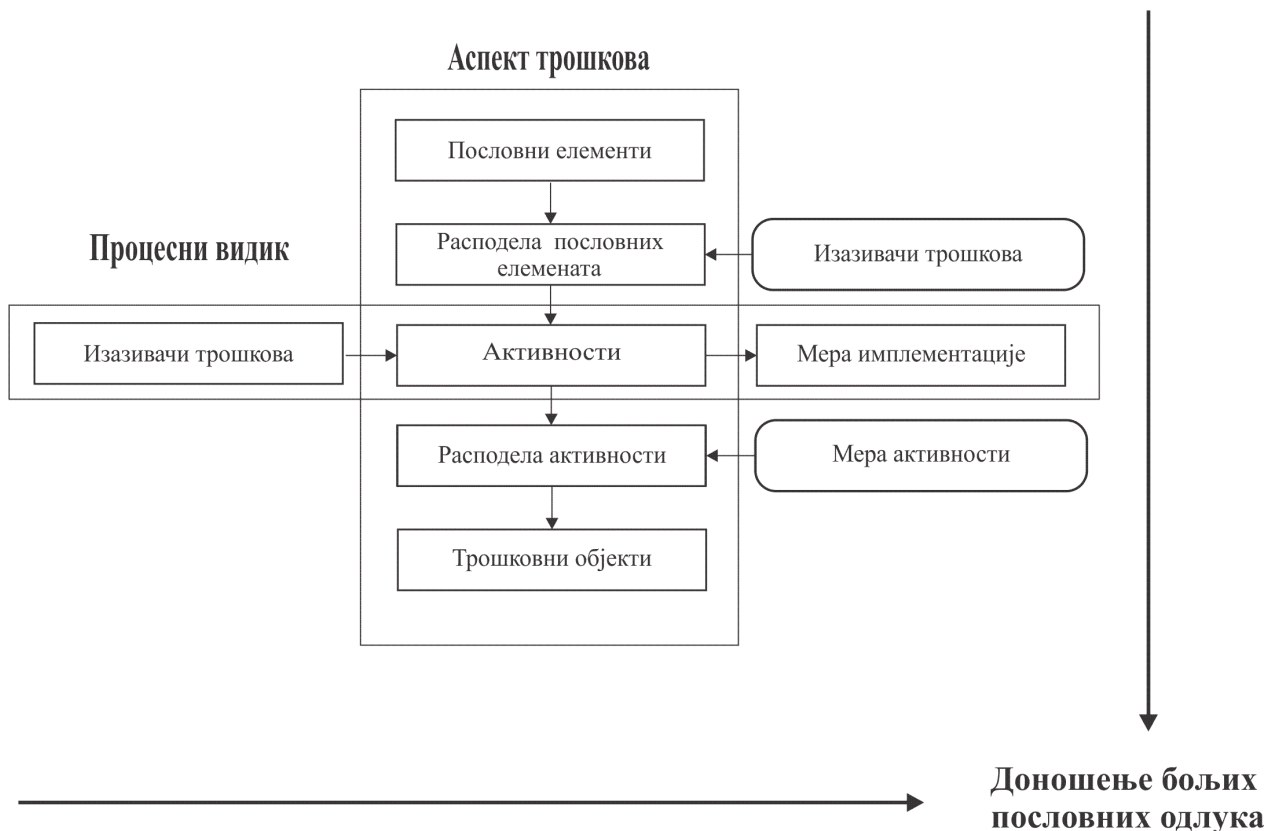 Аспект трошкова
Пословни елементи
Процесни видик
Расподела пословних
елемената
Изазивачи трошкова
Изазивачи трошкова
Активности
Мера имплементације
Расподела активности
Мера активности
Трошковни објекти
Доношење бољих
пословних одлука